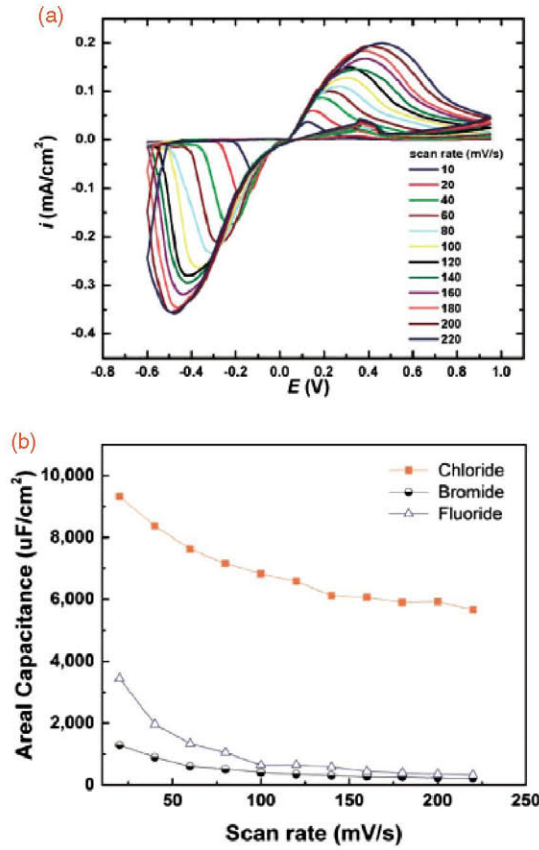 (a)
0.2
0.1
0.0
-0.1
-0.2
-0.3
-0.4
i (mA/cm²)
scan rate (mV/s)
10
20
40
60
80
100
120
140
160
180
200
220
-0.8 -0.6 -0.4 -0.2 0.0 0.2 0.4 0.6 0.8 1.0
E (V)
(b)
10,000
8,000
6,000
4,000
2,000
0
Areal Capacitance (uF/cm²)
Chloride
Bromide
Fluoride
50 100 150 200 250
Scan rate (mV/s)